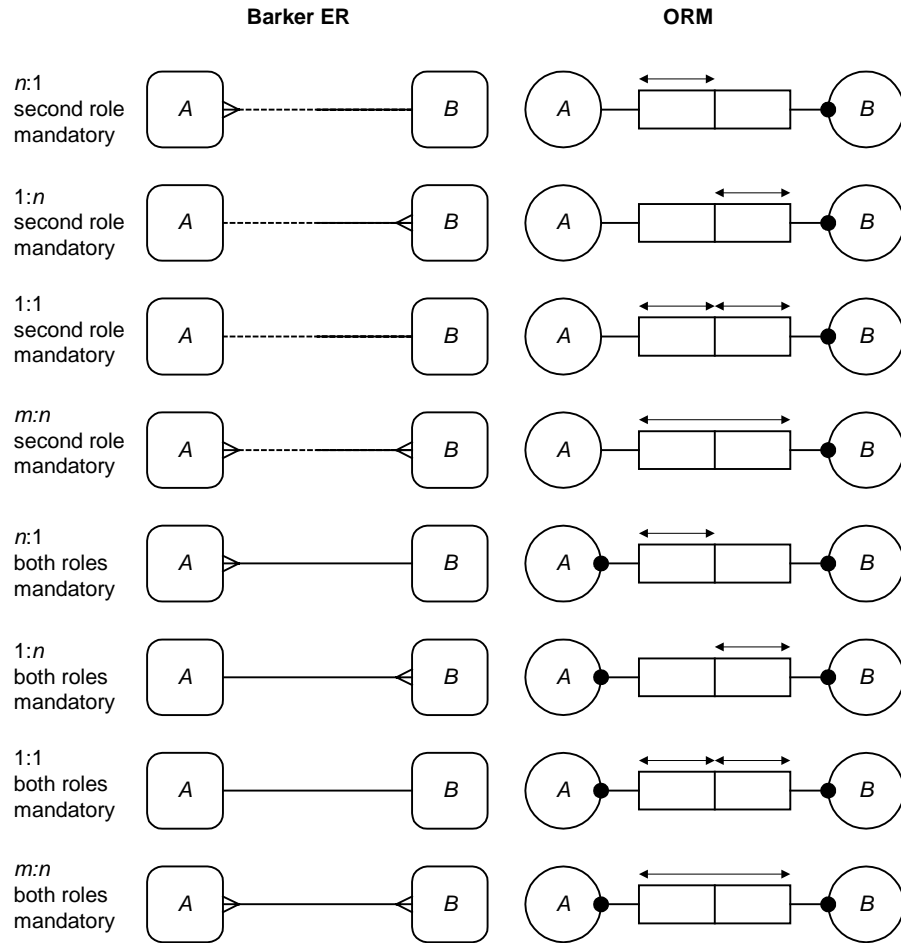 Barker ER ORM
n:1
second role
mandatory
A B A B
1:n
second role
mandatory
A B A B
1:1
second role
mandatory
A B A B
m:n
second role
mandatory
A B A B
n:1
both roles
mandatory
A B A B
1:n
both roles
mandatory
A B A B
1:1
both roles
mandatory
A B A B
m:n
both roles
mandatory
A B A B